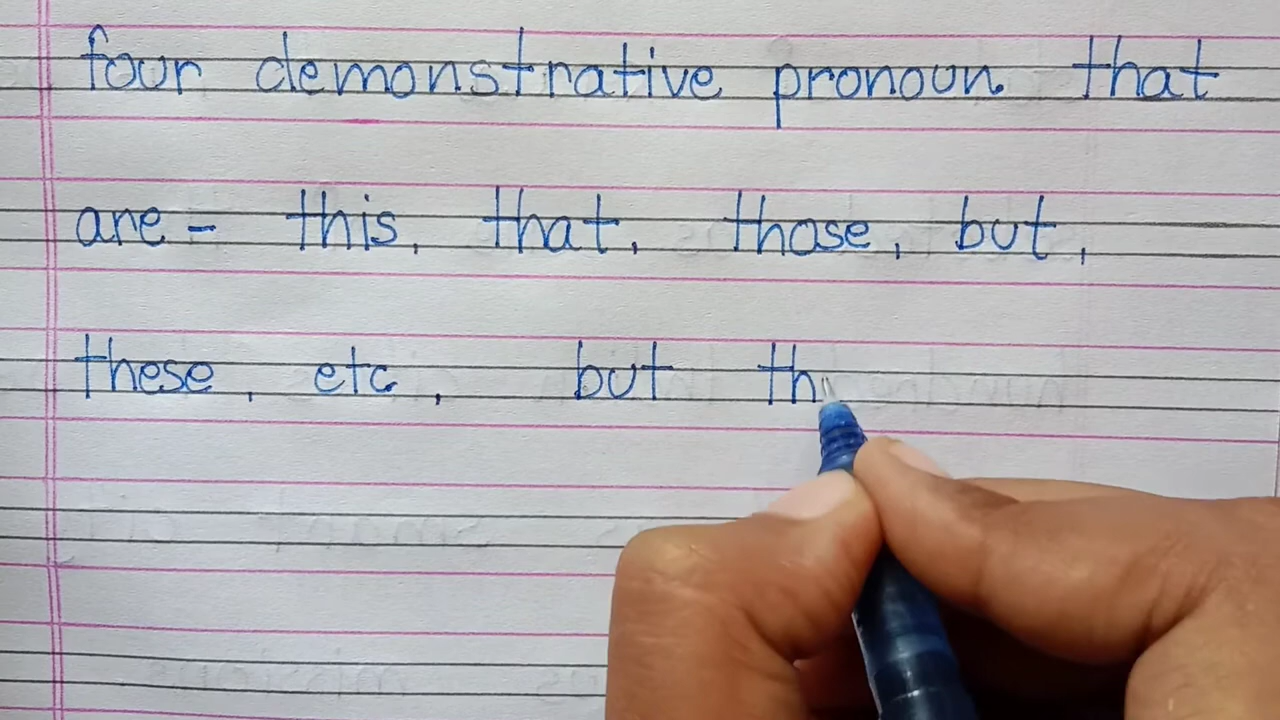 four demonstrative pronoun that
are - this, that, those, but,
these, etc, but th